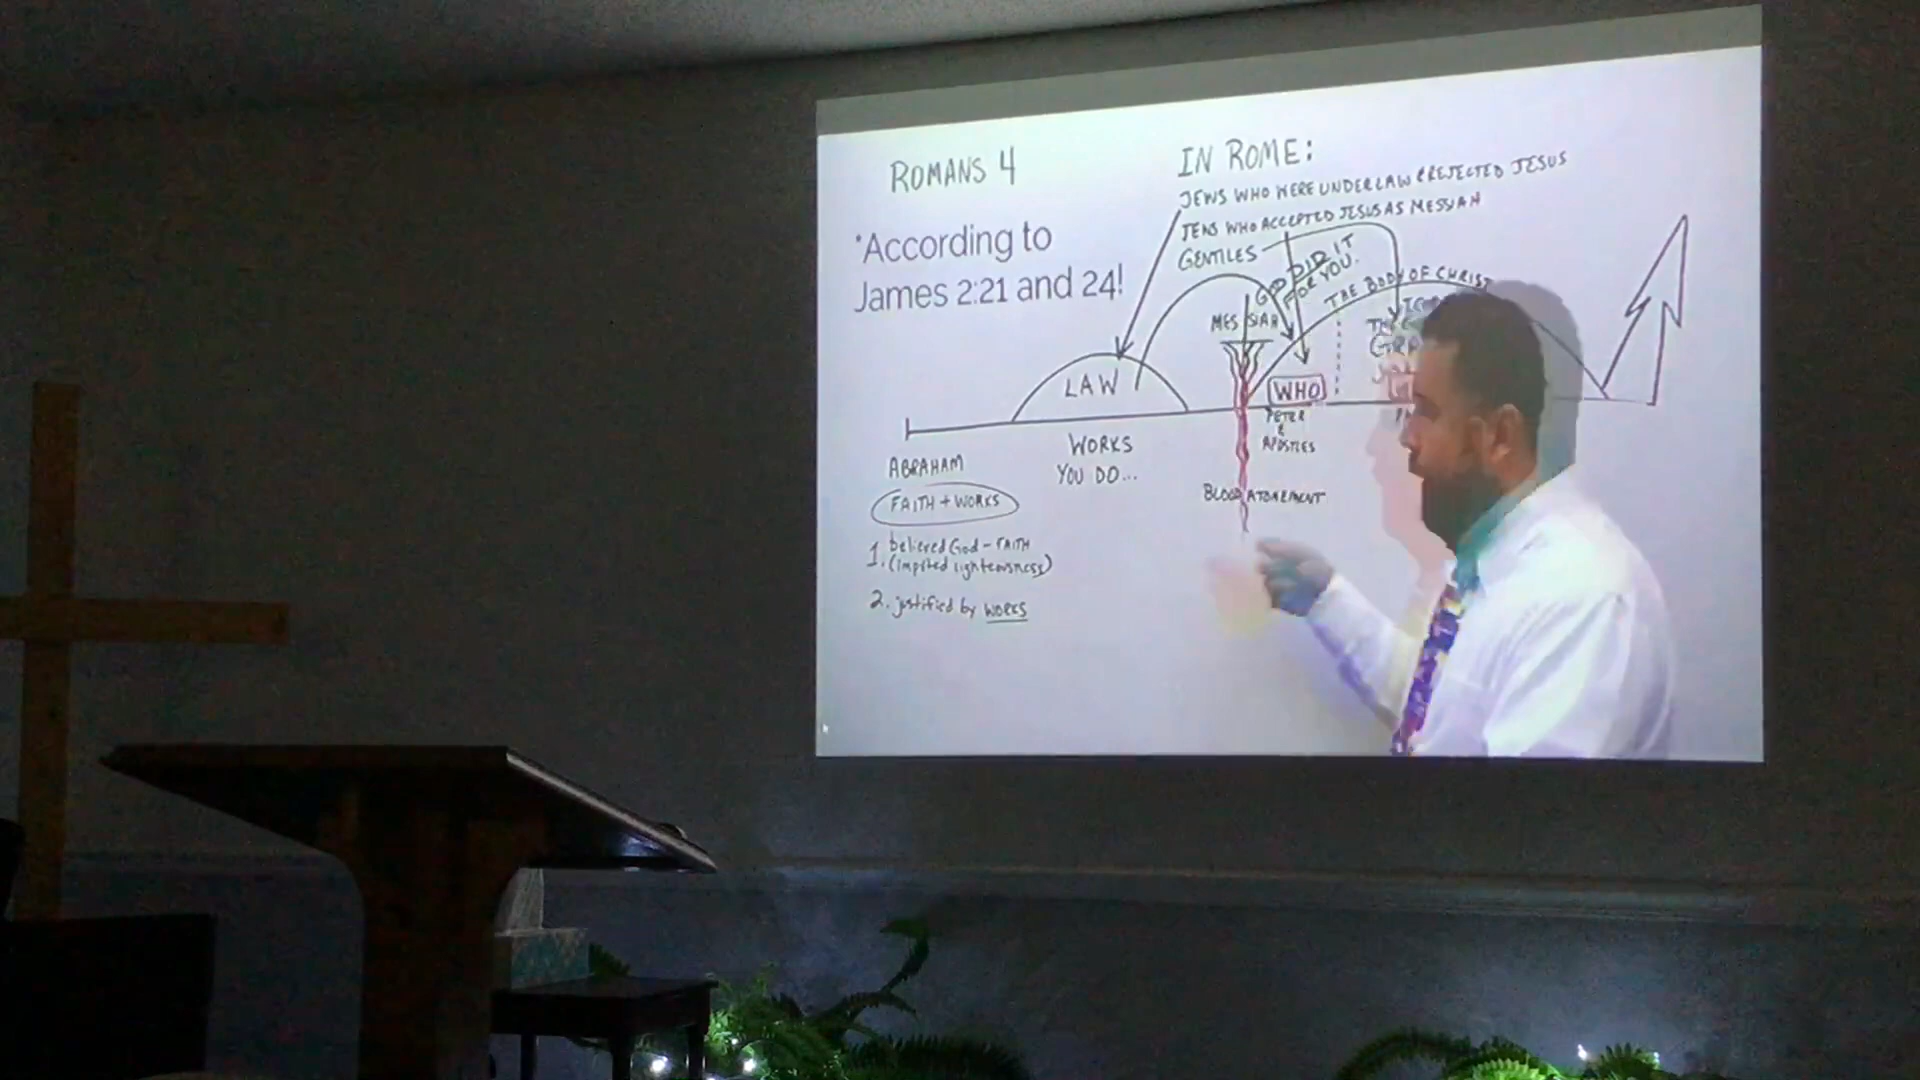 ROMANS 4
*According to
James 2:21 and 24!
IN ROME:
JEWS WHO WERE UNDER LAW & REJECTED JESUS
JEWS WHO ACCEPTED JESUS AS MESSIAH
GENTILES
GOD DID IT
FOR YOU.
THE BODY OF CHRIST
MESSIAH
LAW
WHO
PETER
&
APOSTLES
WORKS
YOU DO...
BLOOD ATONEMENT
ABRAHAM
FAITH + WORKS
1. believed God - FAITH
(imputed righteousness)
2. justified by WORKS